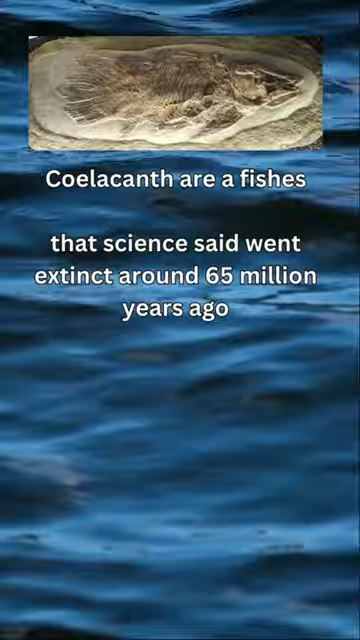 Coelacanth are a fishes
that science said went
extinct around 65 million
years ago